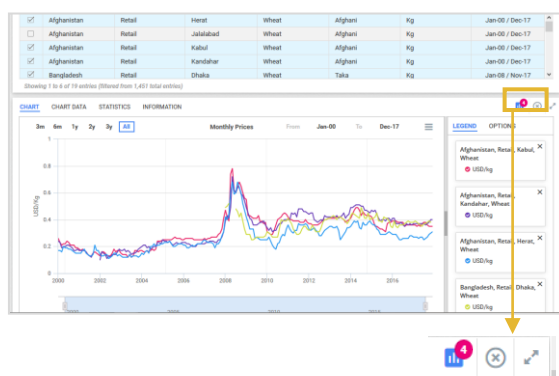 Afghanistan Retail Herat Wheat Afghani Kg Jan-00 / Dec-17
Afghanistan Retail Jalalabad Wheat Afghani Kg Jan-00 / Dec-17
Afghanistan Retail Kabul Wheat Afghani Kg Jan-00 / Dec-17
Afghanistan Retail Kandahar Wheat Afghani Kg Jan-00 / Dec-17
Bangladesh Retail Dhaka Wheat Taka Kg Jan-08 / Nov-17
Showing 1 to 6 of 19 entries (filtered from 1,451 total entries)
CHART CHART DATA STATISTICS INFORMATION 4
3m 6m 1y 2y 3y All Monthly Prices From Jan-00 To Dec-17
LEGEND OPTIONS
Afghanistan, Retail, Kabul,
Wheat
USD/kg
Afghanistan, Retail,
Kandahar, Wheat
USD/kg
Afghanistan, Retail, Herat,
Wheat
USD/kg
Bangladesh, Retail, Dhaka,
Wheat
USD/kg
USD/Kg
1
0.8
0.6
0.4
0.2
0
2000 2002 2004 2006 2008 2010 2012 2014 2016
4